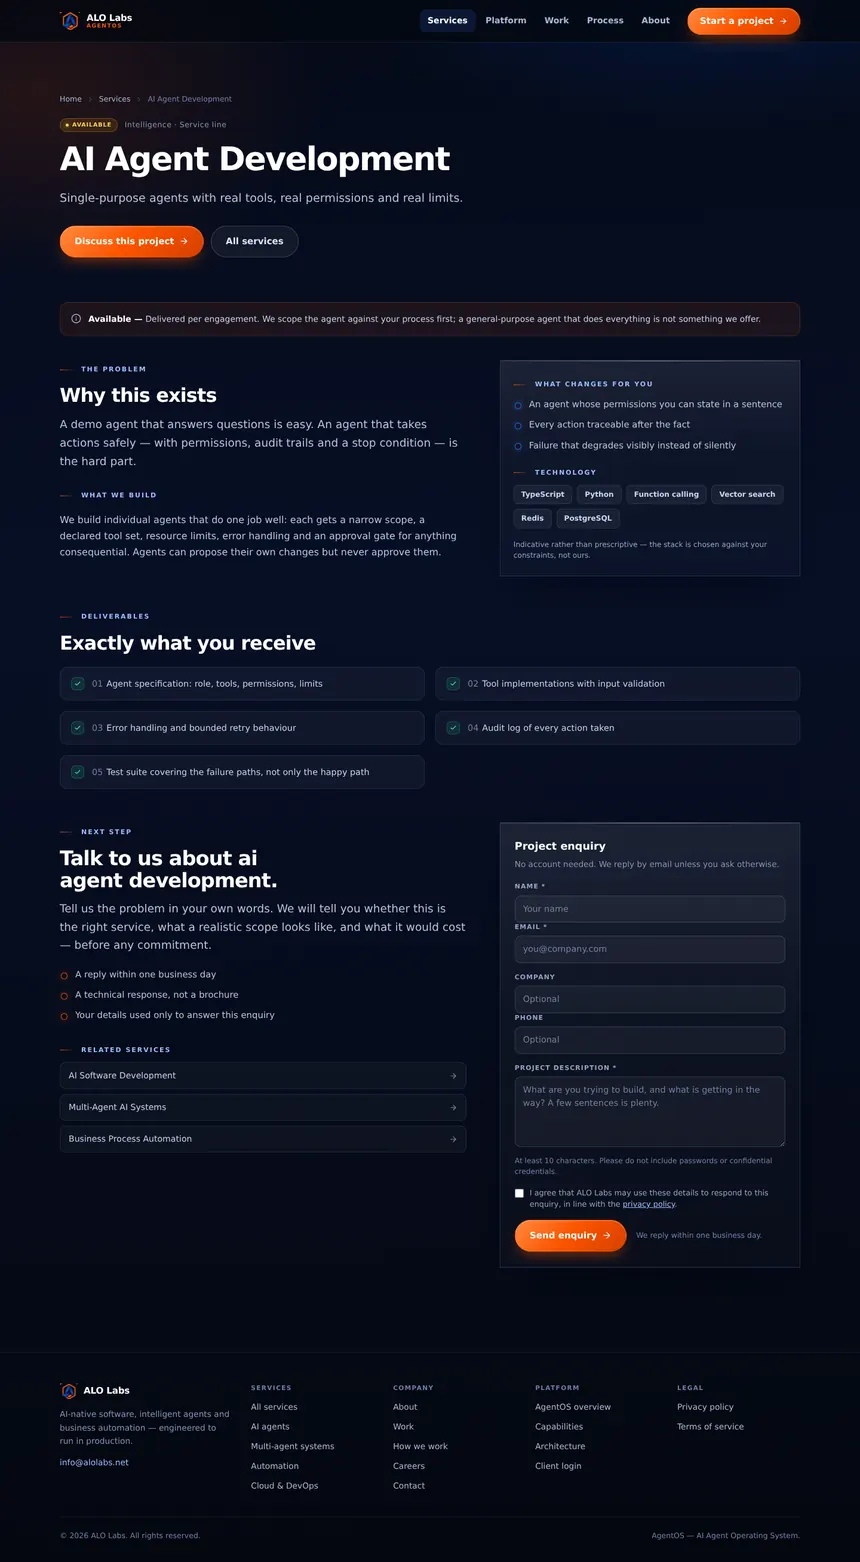 ALO Labs
AGENTOS
Services
Platform
Work
Process
About
Start a project →
Home › Services › AI Agent Development
AVAILABLE
Intelligence · Service line
AI Agent Development
Single-purpose agents with real tools, real permissions and real limits.
Discuss this project →
All services
Available — Delivered per engagement. We scope the agent against your process first; a general-purpose agent that does everything is not something we offer.
THE PROBLEM
Why this exists
A demo agent that answers questions is easy. An agent that takes
actions safely — with permissions, audit trails and a stop condition — is
the hard part.
WHAT WE BUILD
We build individual agents that do one job well: each gets a narrow scope, a
declared tool set, resource limits, error handling and an approval gate for anything
consequential. Agents can propose their own changes but never approve them.
WHAT CHANGES FOR YOU
An agent whose permissions you can state in a sentence
Every action traceable after the fact
Failure that degrades visibly instead of silently
TECHNOLOGY
TypeScript
Python
Function calling
Vector search
Redis
PostgreSQL
Indicative rather than prescriptive — the stack is chosen against your
constraints, not ours.
DELIVERABLES
Exactly what you receive
01 Agent specification: role, tools, permissions, limits
02 Tool implementations with input validation
03 Error handling and bounded retry behaviour
04 Audit log of every action taken
05 Test suite covering the failure paths, not only the happy path
NEXT STEP
Talk to us about ai
agent development.
Tell us the problem in your own words. We will tell you whether this is
the right service, what a realistic scope looks like, and what it would cost
— before any commitment.
A reply within one business day
A technical response, not a brochure
Your details used only to answer this enquiry
RELATED SERVICES
AI Software Development →
Multi-Agent AI Systems →
Business Process Automation →
Project enquiry
No account needed. We reply by email unless you ask otherwise.
NAME *
Your name
EMAIL *
you@company.com
COMPANY
Optional
PHONE
Optional
PROJECT DESCRIPTION *
What are you trying to build, and what is getting in the
way? A few sentences is plenty.
At least 10 characters. Please do not include passwords or confidential
credentials.
I agree that ALO Labs may use these details to respond to this
enquiry, in line with the privacy policy.
Send enquiry →
We reply within one business day.
ALO Labs
AI-native software, intelligent agents and
business automation — engineered to
run in production.
info@alolabs.net
SERVICES
All services
AI agents
Multi-agent systems
Automation
Cloud & DevOps
COMPANY
About
Work
How we work
Careers
Contact
PLATFORM
AgentOS overview
Capabilities
Architecture
Client login
LEGAL
Privacy policy
Terms of service
© 2026 ALO Labs. All rights reserved.
AgentOS — AI Agent Operating System.